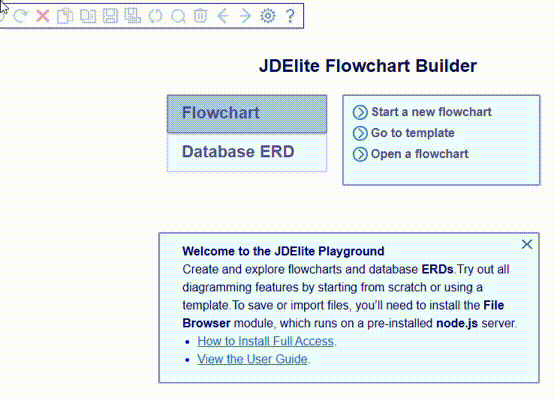 JDElite Flowchart Builder
Flowchart
Database ERD
Start a new flowchart
Go to template
Open a flowchart
Welcome to the JDElite Playground
Create and explore flowcharts and database ERDs.Try out all
diagramming features by starting from scratch or using a
template.To save or import files, you'll need to install the File
Browser module, which runs on a pre-installed node.js server.
How to Install Full Access.
View the User Guide.